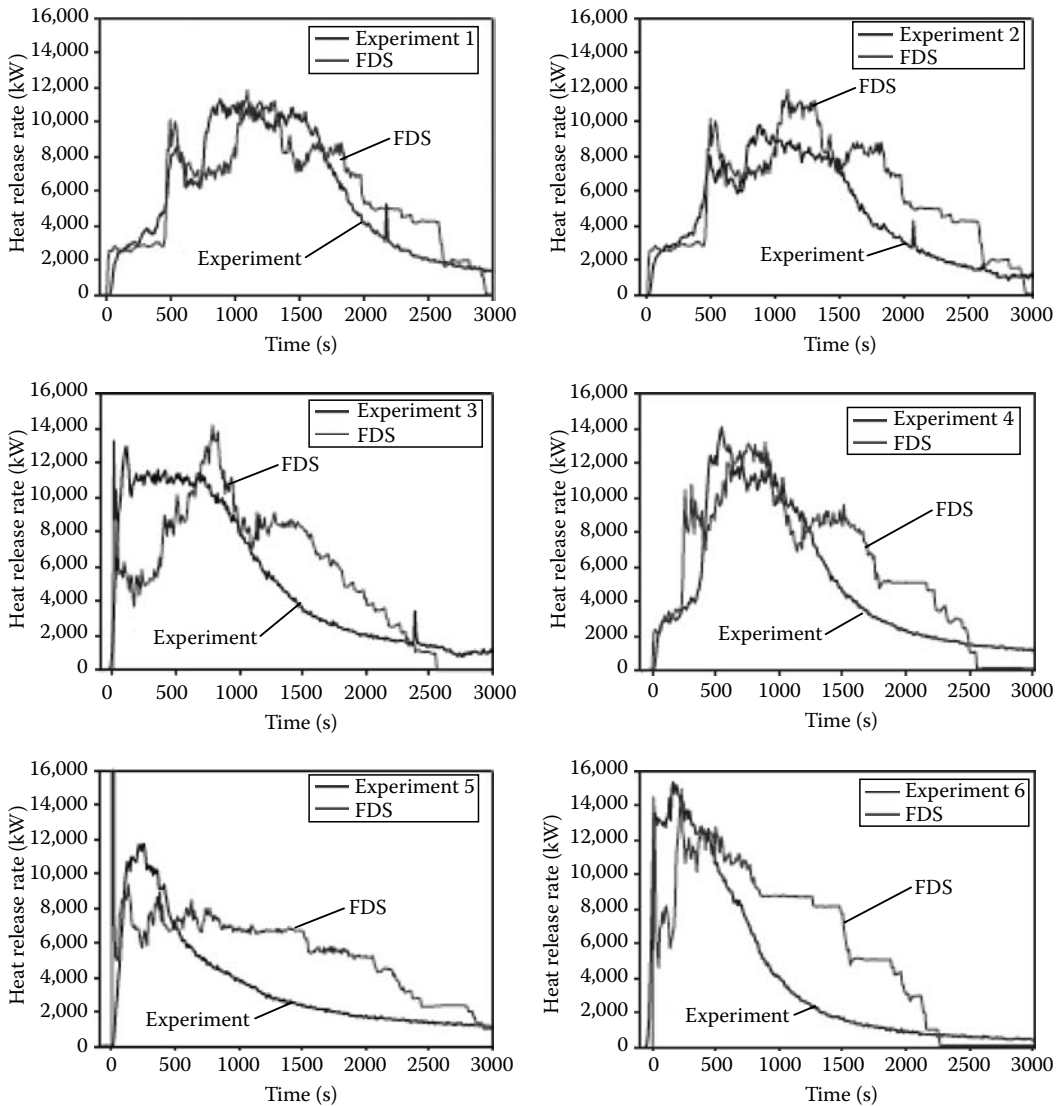 16,000
14,000
12,000
10,000
8,000
6,000
4,000
2,000
0
Heat release rate (kW)
Experiment 1
FDS
FDS
Experiment
0 500 1000 1500 2000 2500 3000
Time (s)
16,000
14,000
12,000
10,000
8,000
6,000
4,000
2,000
0
Heat release rate (kW)
Experiment 2
FDS
FDS
Experiment
0 500 1000 1500 2000 2500 3000
Time (s)
16,000
14,000
12,000
10,000
8,000
6,000
4,000
2,000
0
Heat release rate (kW)
Experiment 3
FDS
FDS
Experiment
0 500 1000 1500 2000 2500 3000
Time (s)
16,000
14,000
12,000
10,000
8,000
6,000
4,000
2000
0
Heat release rate (kW)
Experiment 4
FDS
FDS
Experiment
0 500 1000 1500 2000 2500 3000
Time (s)
16,000
14,000
12,000
10,000
8,000
6,000
4,000
2,000
0
Heat release rate (kW)
Experiment 5
FDS
FDS
Experiment
0 500 1000 1500 2000 2500 3000
Time (s)
16,000
14,000
12,000
10,000
8,000
6,000
4,000
2,000
0
Heat release rate (kW)
Experiment 6
FDS
FDS
Experiment
0 500 1000 1500 2000 2500 3000
Time (s)